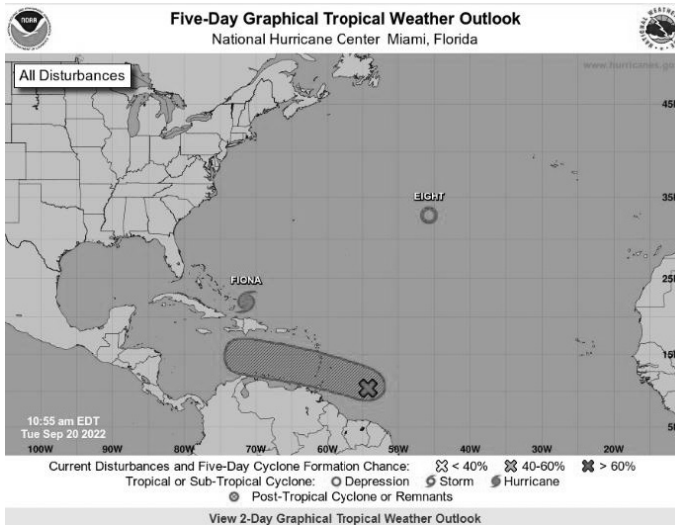 Five-Day Graphical Tropical Weather Outlook
National Hurricane Center Miami, Florida
NOAA
All Disturbances
www.hurricanes.gov
45N
EIGHT
35N
FIONA
25N
15N
10:55 am EDT
Tue Sep 20 2022
5N
100W 90W 80W 70W 60W 50W 40W 30W 20W 10W
Current Disturbances and Five-Day Cyclone Formation Chance: < 40% 40-60% > 60%
Tropical or Sub-Tropical Cyclone: Depression Storm Hurricane
Post-Tropical Cyclone or Remnants
View 2-Day Graphical Tropical Weather Outlook